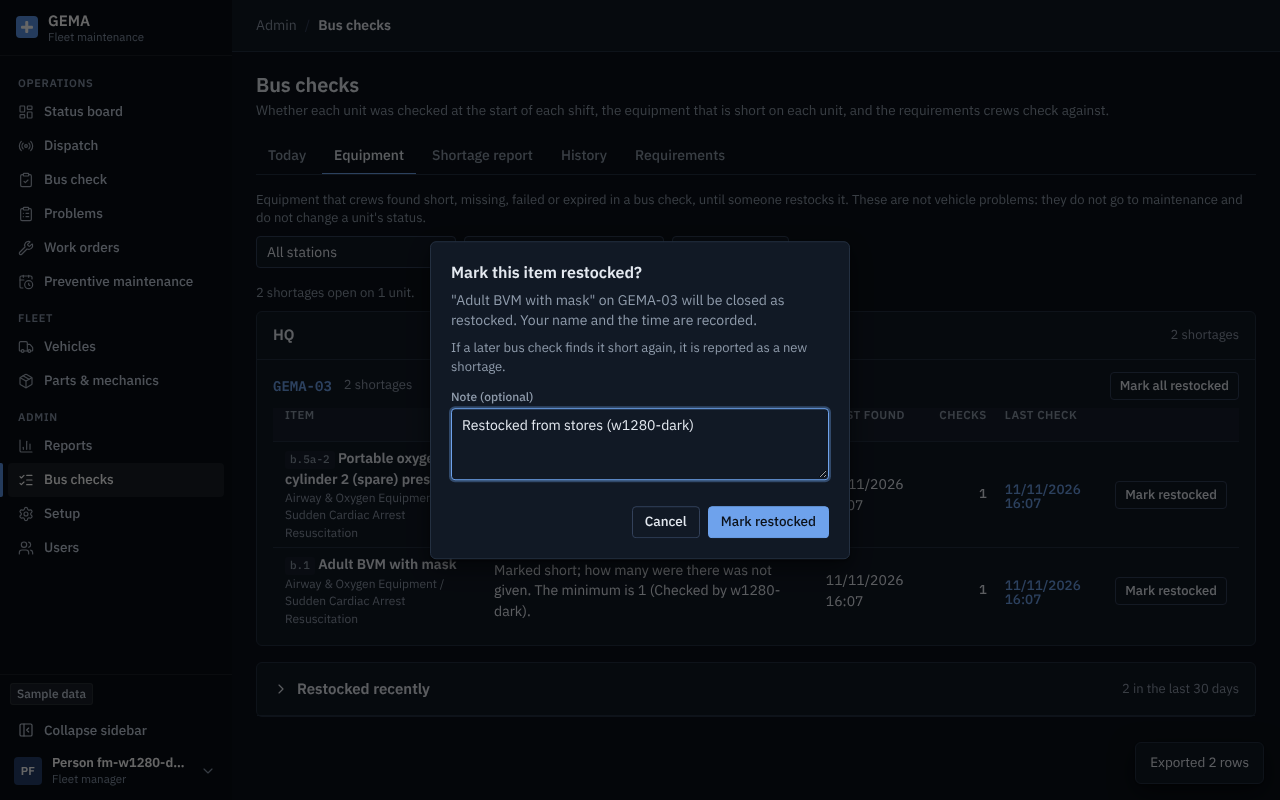 GEMA
Fleet maintenance
OPERATIONS
Status board
Dispatch
Bus check
Problems
Work orders
Preventive maintenance
FLEET
Vehicles
Parts & mechanics
ADMIN
Reports
Bus checks
Setup
Users
Sample data
Collapse sidebar
PF
Person fm-w1280-d...
Fleet manager
Admin / Bus checks
Bus checks
Whether each unit was checked at the start of each shift, the equipment that is short on each unit, and the requirements crews check against.
Today Equipment Shortage report History Requirements
Equipment that crews found short, missing, failed or expired in a bus check, until someone restocks it. These are not vehicle problems: they do not go to maintenance and
do not change a unit's status.
All stations
2 shortages open on 1 unit.
HQ 2 shortages
GEMA-03 2 shortages Mark all restocked
ITEM FOUND CHECKS LAST CHECK
b.5a-2 Portable
cylinder 2 (spare)
Airway & Oxygen
Sudden Cardiac Arrest
Resuscitation
1 11/11/2026
16:07
Mark restocked
b.1 Adult BVM with mask
Airway & Oxygen Equipment /
Sudden Cardiac Arrest
Resuscitation
Marked short; how many were there was not
given. The minimum is 1 (Checked by w1280-
dark).
11/11/2026
16:07
1 11/11/2026
16:07
Mark restocked
Restocked recently 2 in the last 30 days
Mark this item restocked?
"Adult BVM with mask" on GEMA-03 will be closed as
restocked. Your name and the time are recorded.
If a later bus check finds it short again, it is reported as a new
shortage.
Note (optional)
Restocked from stores (w1280-dark)
Cancel Mark restocked
Exported 2 rows